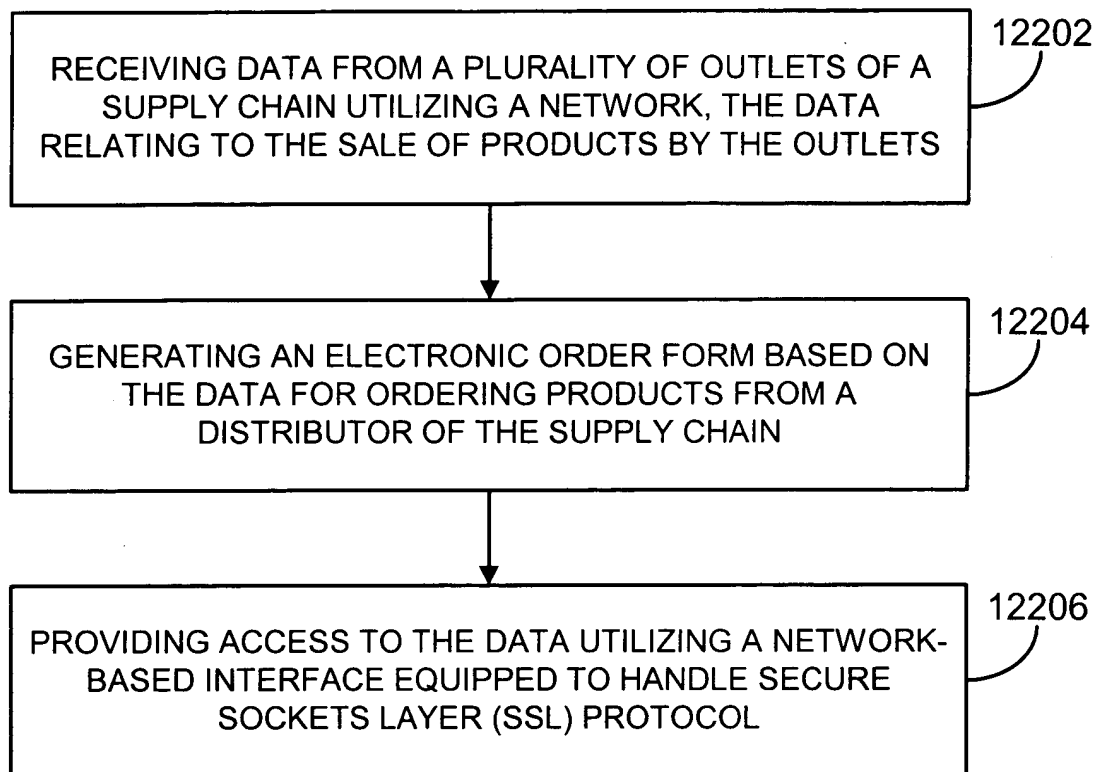 12202
RECEIVING DATA FROM A PLURALITY OF OUTLETS OF A
SUPPLY CHAIN UTILIZING A NETWORK, THE DATA
RELATING TO THE SALE OF PRODUCTS BY THE OUTLETS
12204
GENERATING AN ELECTRONIC ORDER FORM BASED ON
THE DATA FOR ORDERING PRODUCTS FROM A
DISTRIBUTOR OF THE SUPPLY CHAIN
12206
PROVIDING ACCESS TO THE DATA UTILIZING A NETWORK-
BASED INTERFACE EQUIPPED TO HANDLE SECURE
SOCKETS LAYER (SSL) PROTOCOL